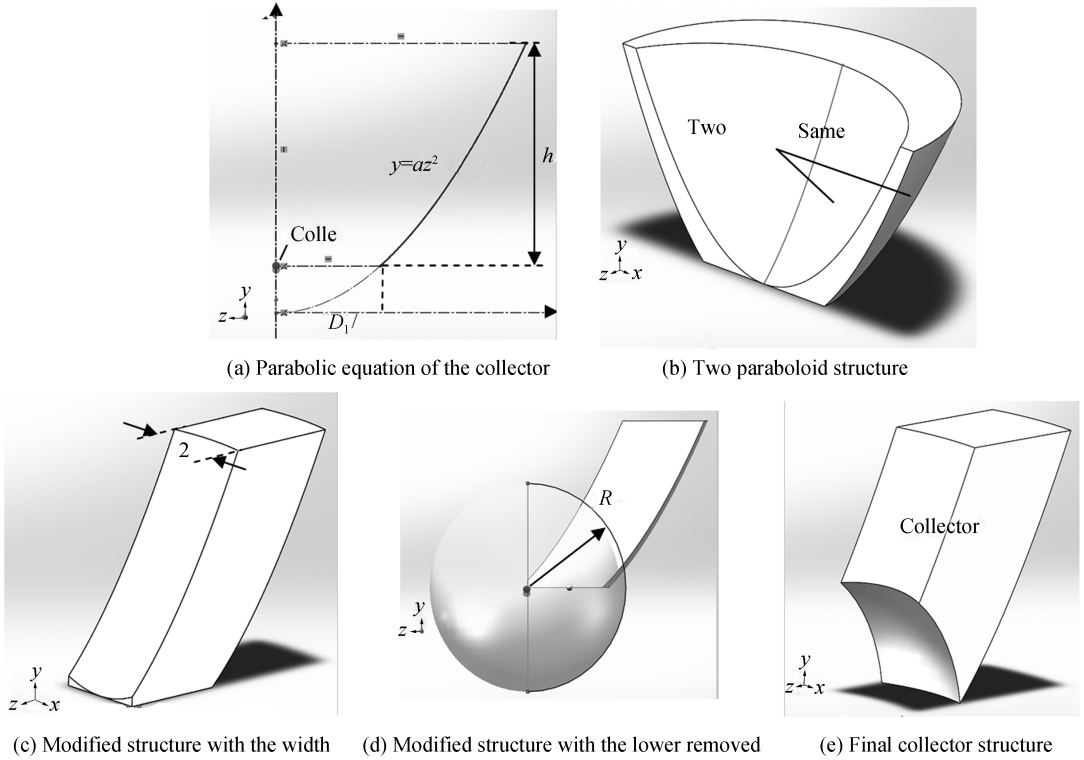 y=az²
h
Colle
y
z
D₁/
(a) Parabolic equation of the collector
Two
Same
y
z
x
(b) Two paraboloid structure
2
y
z
x
(c) Modified structure with the width
R
y
z
(d) Modified structure with the lower removed
Collector
y
z
x
(e) Final collector structure